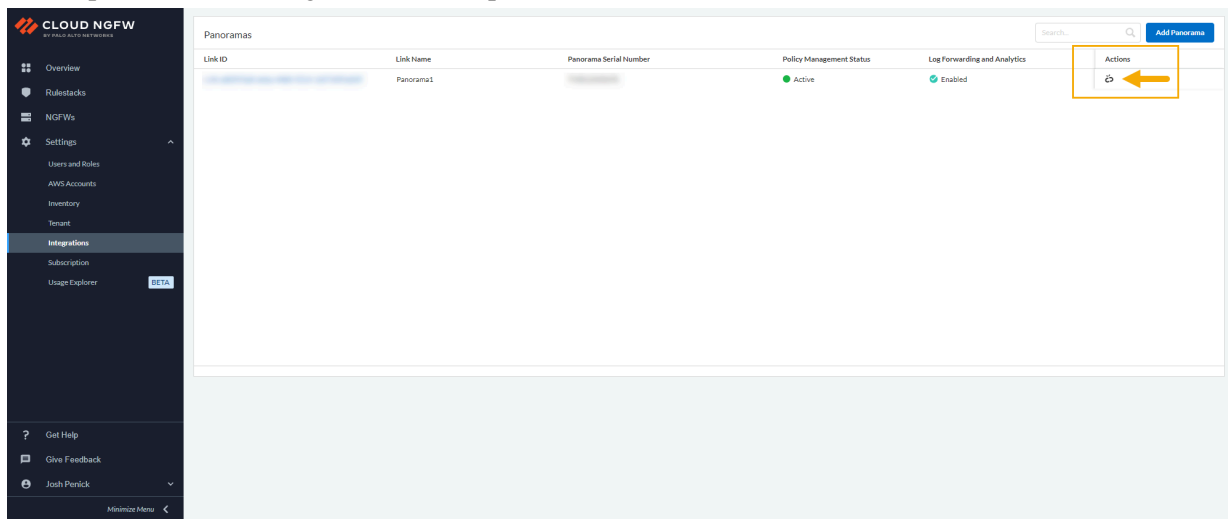 CLOUD NGFW
BY PALO ALTO NETWORKS
Overview
Rulestacks
NGFWs
Settings
Users and Roles
AWS Accounts
Inventory
Tenant
Integrations
Subscription
Usage Explorer BETA
Get Help
Give Feedback
Josh Penick
Minimize Menu
Panoramas
Search... Add Panorama
Link ID Link Name Panorama Serial Number Policy Management Status Log Forwarding and Analytics Actions
Panorama1 Active Enabled